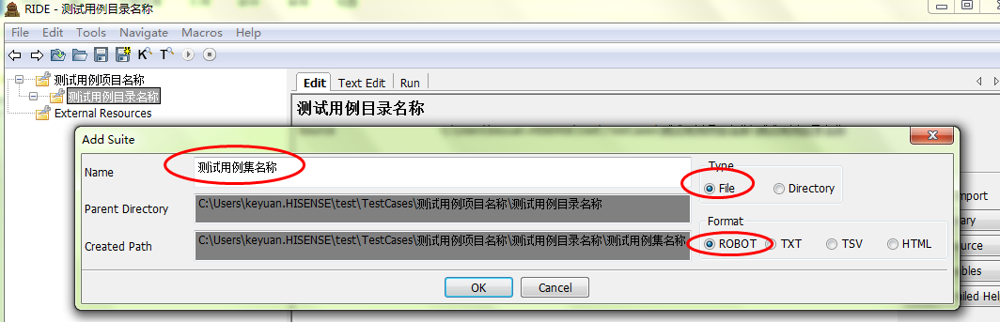 RIDE - 测试用例目录名称
File Edit Tools Navigate Macros Help
测试用例项目名称
测试用例目录名称
External Resources
Edit Text Edit Run
测试用例目录名称
Add Suite
Name 测试用例集名称
Type
File Directory
Parent Directory C:\Users\keyuan.HISENSE\test\TestCases\测试用例项目名称\测试用例目录名称
Format
Created Path C:\Users\keyuan.HISENSE\test\TestCases\测试用例项目名称\测试用例目录名称\测试用例集名称
ROBOT TXT TSV HTML
OK Cancel
mport
ary
urce
bles
iled Hel